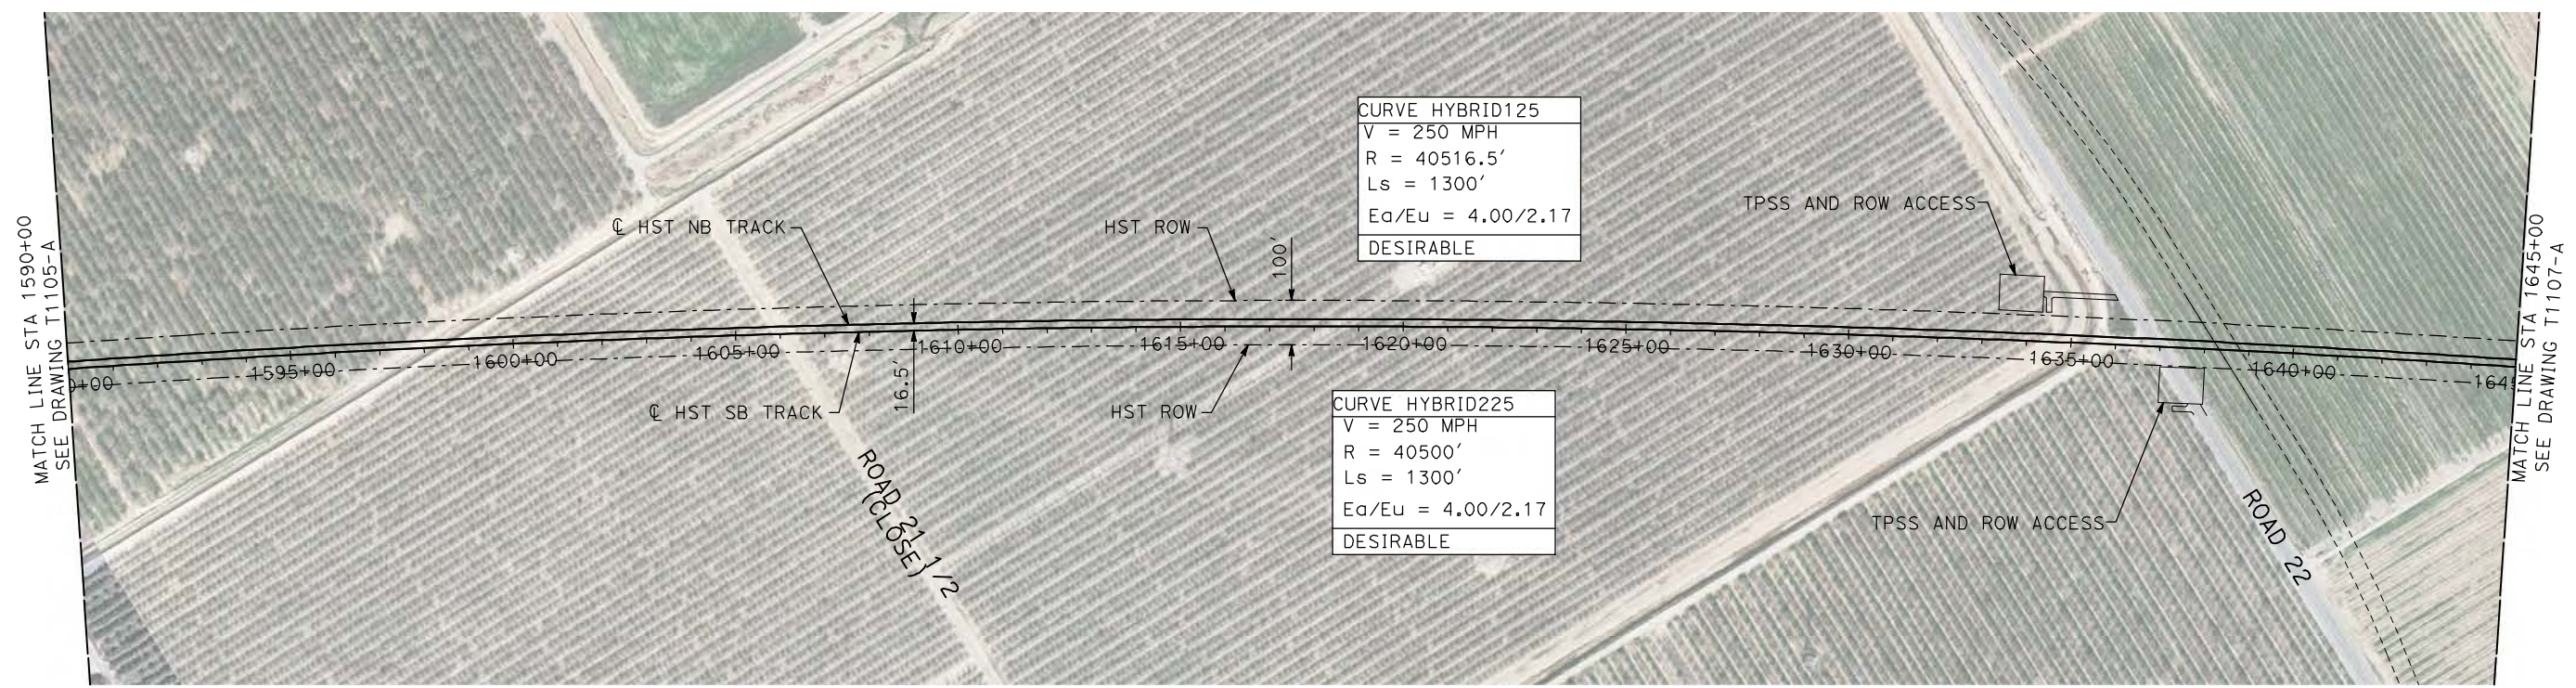 MATCH LINE STA 1590+00
SEE DRAWING T1105-A
CURVE HYBRID125
V = 250 MPH
R = 40516.5′
Ls = 1300′
Ea/Eu = 4.00/2.17
DESIRABLE
℄ HST NB TRACK
HST ROW
100′
TPSS AND ROW ACCESS
0+00
1595+00
1600+00
1605+00
1610+00
1615+00
1620+00
1625+00
1630+00
1635+00
1640+00
1645
16.5′
℄ HST SB TRACK
HST ROW
CURVE HYBRID225
V = 250 MPH
R = 40500′
Ls = 1300′
Ea/Eu = 4.00/2.17
DESIRABLE
ROAD 21 1/2
(CLOSE)
TPSS AND ROW ACCESS
ROAD 22
MATCH LINE STA 1645+00
SEE DRAWING T1107-A